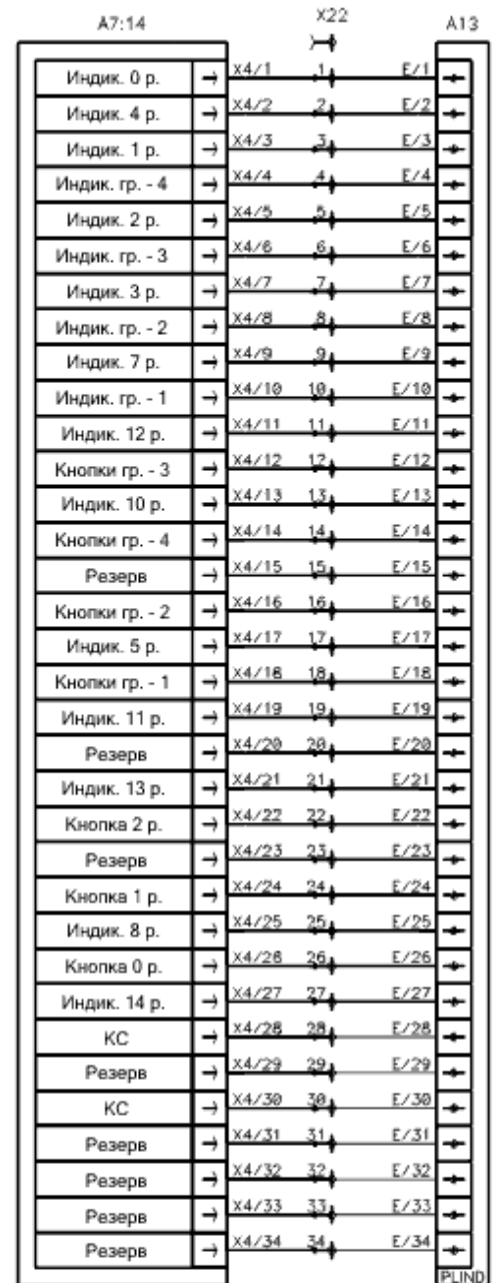 A7:14 X22 A13
Индик. 0 р. X4/1 1 E/1
Индик. 4 р. X4/2 2 E/2
Индик. 1 р. X4/3 3 E/3
Индик. гр. - 4 X4/4 4 E/4
Индик. 2 р. X4/5 5 E/5
Индик. гр. - 3 X4/6 6 E/6
Индик. 3 р. X4/7 7 E/7
Индик. гр. - 2 X4/8 8 E/8
Индик. 7 р. X4/9 9 E/9
Индик. гр. - 1 X4/10 10 E/10
Индик. 12 р. X4/11 11 E/11
Кнопки гр. - 3 X4/12 12 E/12
Индик. 10 р. X4/13 13 E/13
Кнопки гр. - 4 X4/14 14 E/14
Резерв X4/15 15 E/15
Кнопки гр. - 2 X4/16 16 E/16
Индик. 5 р. X4/17 17 E/17
Кнопки гр. - 1 X4/18 18 E/18
Индик. 11 р. X4/19 19 E/19
Резерв X4/20 20 E/20
Индик. 13 р. X4/21 21 E/21
Кнопка 2 р. X4/22 22 E/22
Резерв X4/23 23 E/23
Кнопка 1 р. X4/24 24 E/24
Индик. 8 р. X4/25 25 E/25
Кнопка 0 р. X4/26 26 E/26
Индик. 14 р. X4/27 27 E/27
КС X4/28 28 E/28
Резерв X4/29 29 E/29
КС X4/30 30 E/30
Резерв X4/31 31 E/31
Резерв X4/32 32 E/32
Резерв X4/33 33 E/33
Резерв X4/34 34 E/34
PLIND